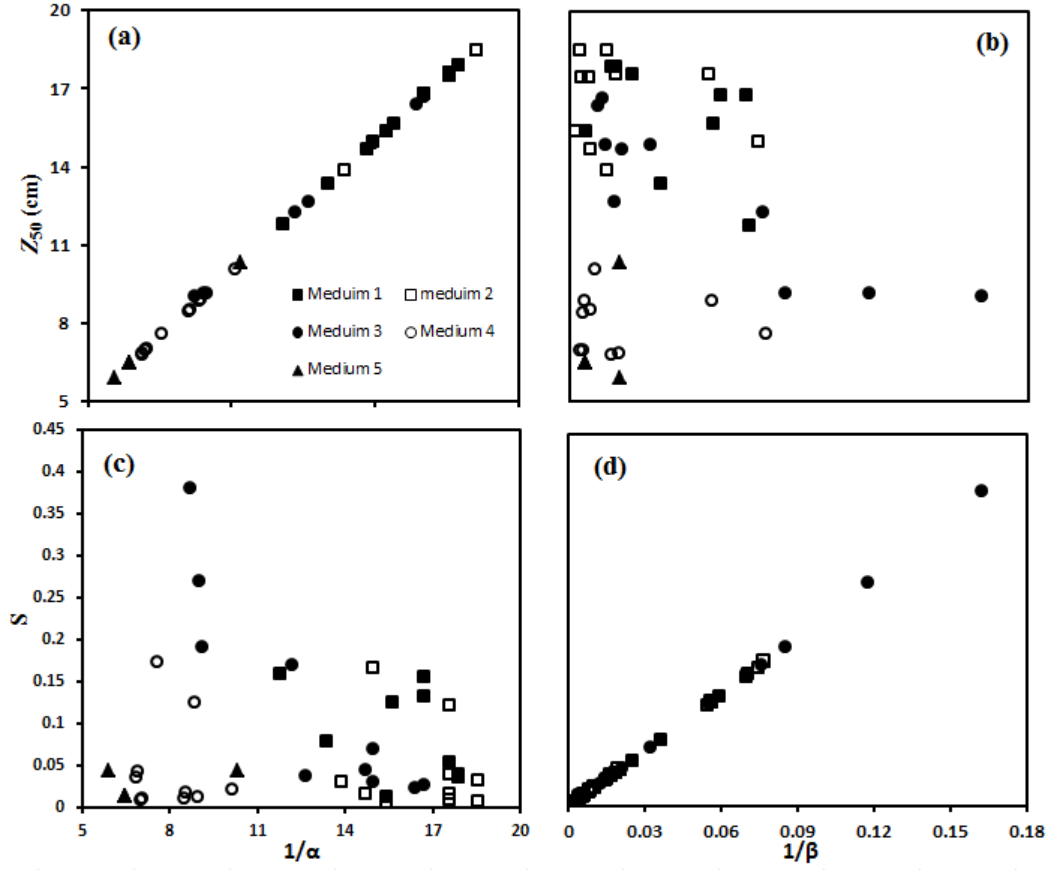 20
17
14
11
8
5
Z50 (cm)
(a)
(b)
Meduim 1
meduim 2
Meduim 3
Medium 4
Medium 5
0.45
0.4
0.35
0.3
0.25
0.2
0.15
0.1
0.05
0
S
(c)
(d)
5
8
11
14
17
20
1/α
0
0.03
0.06
0.09
0.12
0.15
0.18
1/β